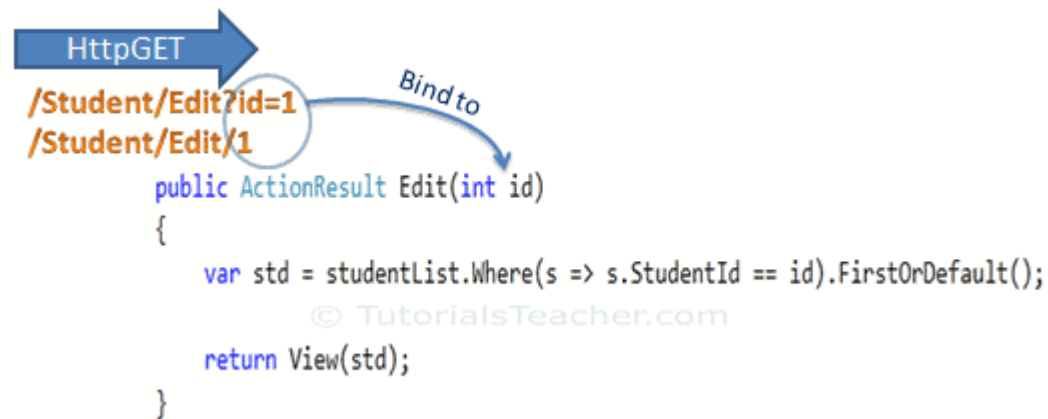 HttpGET
/Student/Edit?id=1
Bind to
/Student/Edit/1
public ActionResult Edit(int id)
{
var std = studentList.Where(s => s.StudentId == id).FirstOrDefault();
© TutorialsTeacher.com
return View(std);
}